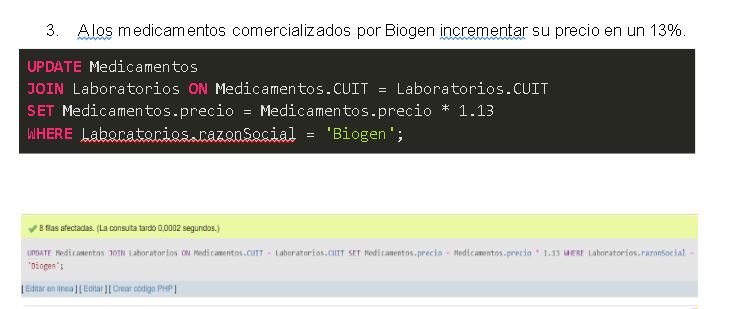 3. A los medicamentos comercializados por Biogen incrementar su precio en un 13%.
UPDATE Medicamentos
JOIN Laboratorios ON Medicamentos.CUIT = Laboratorios.CUIT
SET Medicamentos.precio = Medicamentos.precio * 1.13
WHERE Laboratorios.razonSocial = 'Biogen';
8 filas afectadas. (La consulta tardó 0,0002 segundos.)
UPDATE Medicamentos JOIN Laboratorios ON Medicamentos.CUIT = Laboratorios.CUIT SET Medicamentos.precio = Medicamentos.precio * 1.13 WHERE Laboratorios.razonSocial =
'Biogen';
[ Editar en línea ] [ Editar ] [ Crear código PHP ]